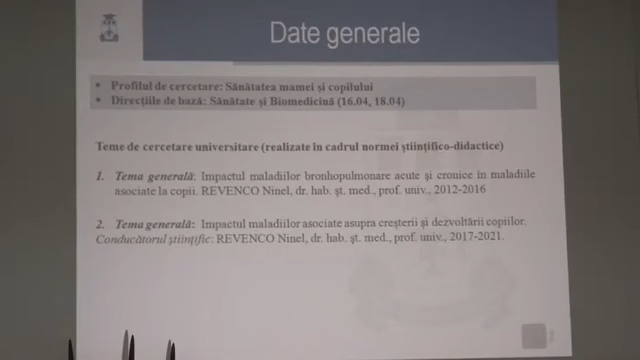 Date generale
• Profilul de cercetare: Sănătatea mamei și copilului
• Direcțiile de bază: Sănătate și Biomedicină (16.04, 18.04)
Teme de cercetare universitare (realizate în cadrul normei științifico-didactice)
1. Tema generală: Impactul maladiilor bronhopulmonare acute și cronice în maladiile
asociate la copii. REVENCO Ninel, dr. hab. șt. med., prof. univ., 2012-2016
2. Tema generală: Impactul maladiilor asociate asupra creșterii și dezvoltării copiilor.
Conducătorul științific: REVENCO Ninel, dr. hab. șt. med., prof. univ., 2017-2021.